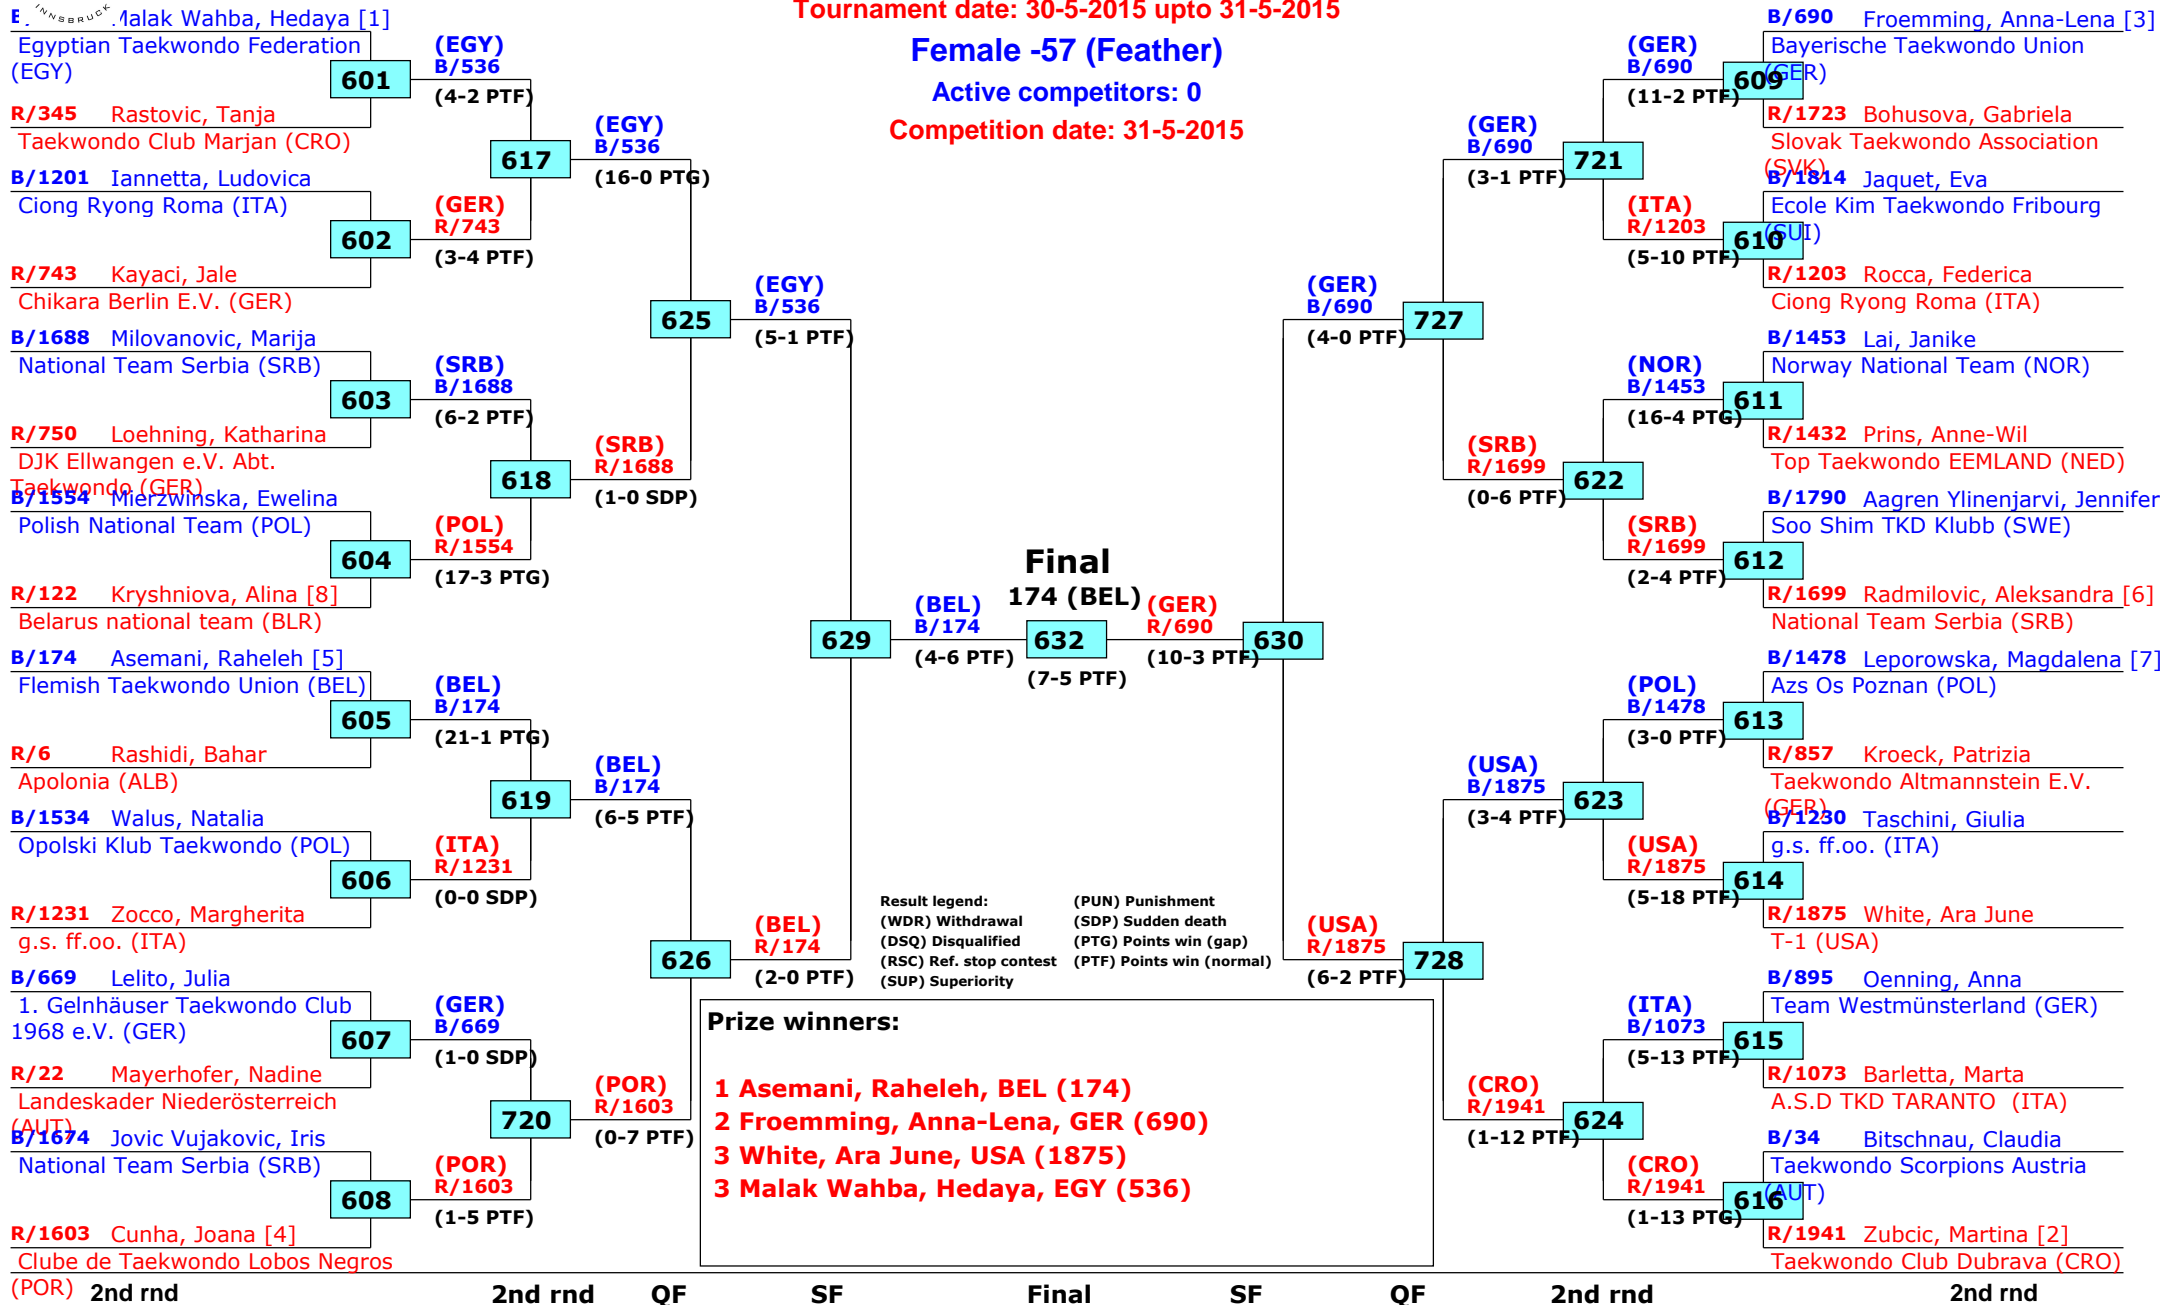 INNSBRUCK
Malak Wahba, Hedaya [1]
Egyptian Taekwondo Federation
(EGY)
601
R/345 Rastovic, Tanja
Taekwondo Club Marjan (CRO)
B/1201 Iannetta, Ludovica
Ciong Ryong Roma (ITA)
602
R/743 Kayaci, Jale
Chikara Berlin E.V. (GER)
B/1688 Milovanovic, Marija
National Team Serbia (SRB)
603
R/750 Loehning, Katharina
DJK Ellwangen e.V. Abt.
Taekwondo (GER)
B/1554 Mierzwinska, Ewelina
Polish National Team (POL)
604
R/122 Kryshniova, Alina [8]
Belarus national team (BLR)
B/174 Asemani, Raheleh [5]
Flemish Taekwondo Union (BEL)
605
R/6 Rashidi, Bahar
Apolonia (ALB)
B/1534 Walus, Natalia
Opolski Klub Taekwondo (POL)
606
R/1231 Zocco, Margherita
g.s. ff.oo. (ITA)
B/669 Lelito, Julia
1. Gelnhäuser Taekwondo Club
1968 e.V. (GER)
607
R/22 Mayerhofer, Nadine
Landeskader Niederösterreich
(AUT)
B/1674 Jovic Vujakovic, Iris
National Team Serbia (SRB)
608
R/1603 Cunha, Joana [4]
Clube de Taekwondo Lobos Negros
(POR)
(EGY)
B/536
(4-2 PTF)
617
(GER)
R/743
(3-4 PTF)
(SRB)
B/1688
(6-2 PTF)
618
(POL)
R/1554
(17-3 PTG)
(BEL)
B/174
(21-1 PTG)
619
(ITA)
R/1231
(0-0 SDP)
(GER)
B/669
(1-0 SDP)
720
(POR)
R/1603
(1-5 PTF)
(EGY)
B/536
(16-0 PTG)
625
(SRB)
R/1688
(1-0 SDP)
(BEL)
B/174
(6-5 PTF)
626
(POR)
R/1603
(0-7 PTF)
(EGY)
B/536
(5-1 PTF)
629
(BEL)
R/174
(2-0 PTF)
Tournament date: 30-5-2015 upto 31-5-2015
Female -57 (Feather)
Active competitors: 0
Competition date: 31-5-2015
(BEL)
B/174
(4-6 PTF)
Final
174 (BEL)
632
(7-5 PTF)
(GER)
R/690
(10-3 PTF)
630
Result legend:
(WDR) Withdrawal
(DSQ) Disqualified
(RSC) Ref. stop contest
(SUP) Superiority
(PUN) Punishment
(SDP) Sudden death
(PTG) Points win (gap)
(PTF) Points win (normal)
Prize winners:
1 Asemani, Raheleh, BEL (174)
2 Froemming, Anna-Lena, GER (690)
3 White, Ara June, USA (1875)
3 Malak Wahba, Hedaya, EGY (536)
(GER)
B/690
(4-0 PTF)
727
(USA)
R/1875
(6-2 PTF)
728
(GER)
B/690
(3-1 PTF)
721
(SRB)
R/1699
(0-6 PTF)
622
(USA)
B/1875
(3-4 PTF)
623
(CRO)
R/1941
(1-12 PTF)
624
(GER)
B/690
(11-2 PTF)
(ITA)
R/1203
(5-10 PTF)
(NOR)
B/1453
(16-4 PTG)
(SRB)
R/1699
(2-4 PTF)
(POL)
B/1478
(3-0 PTF)
(USA)
R/1875
(5-18 PTF)
(ITA)
B/1073
(5-13 PTF)
(CRO)
R/1941
(1-13 PTG)
B/690 Froemming, Anna-Lena [3]
Bayerische Taekwondo Union
(GER)
609
R/1723 Bohusova, Gabriela
Slovak Taekwondo Association
(SVK)
B/1814 Jaquet, Eva
Ecole Kim Taekwondo Fribourg
(SUI)
610
R/1203 Rocca, Federica
Ciong Ryong Roma (ITA)
B/1453 Lai, Janike
Norway National Team (NOR)
611
R/1432 Prins, Anne-Wil
Top Taekwondo EEMLAND (NED)
B/1790 Aagren Ylinenjarvi, Jennifer
Soo Shim TKD Klubb (SWE)
612
R/1699 Radmilovic, Aleksandra [6]
National Team Serbia (SRB)
B/1478 Leporowska, Magdalena [7]
Azs Os Poznan (POL)
613
R/857 Kroeck, Patrizia
Taekwondo Altmannstein E.V.
(GER)
B/1230 Taschini, Giulia
g.s. ff.oo. (ITA)
614
R/1875 White, Ara June
T-1 (USA)
B/895 Oenning, Anna
Team Westmünsterland (GER)
615
R/1073 Barletta, Marta
A.S.D TKD TARANTO (ITA)
B/34 Bitschnau, Claudia
Taekwondo Scorpions Austria
(AUT)
616
R/1941 Zubcic, Martina [2]
Taekwondo Club Dubrava (CRO)
2nd rnd 2nd rnd QF SF Final SF QF 2nd rnd 2nd rnd